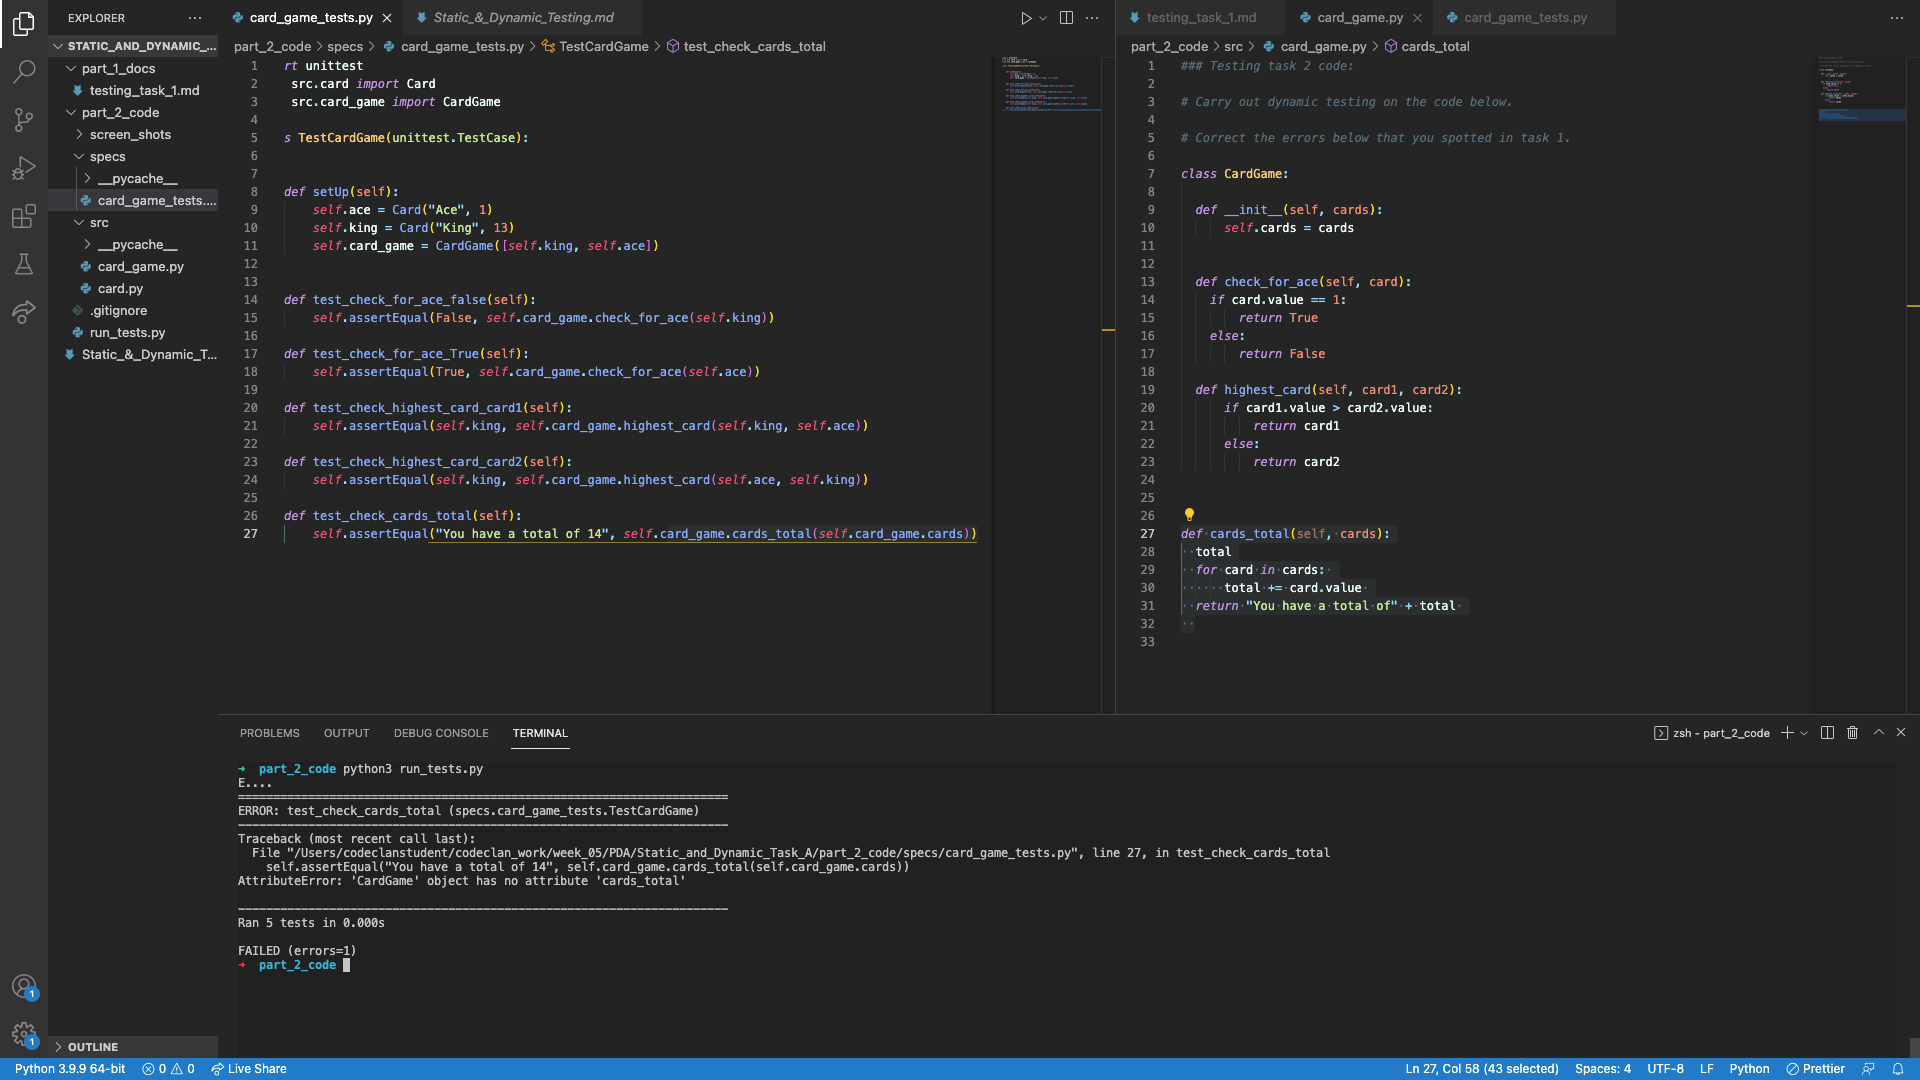 EXPLORER
STATIC_AND_DYNAMIC_...
part_1_docs
testing_task_1.md
part_2_code
screen_shots
specs
__pycache__
card_game_tests....
src
__pycache__
card_game.py
card.py
.gitignore
run_tests.py
Static_&_Dynamic_T...
OUTLINE
card_game_tests.py
Static_&_Dynamic_Testing.md
part_2_code > specs > card_game_tests.py > TestCardGame > test_check_cards_total
1 rt unittest
2  src.card import Card
3  src.card_game import CardGame
4
5 s TestCardGame(unittest.TestCase):
6
7
8 def setUp(self):
9     self.ace = Card("Ace", 1)
10     self.king = Card("King", 13)
11     self.card_game = CardGame([self.king, self.ace])
12
13
14 def test_check_for_ace_false(self):
15     self.assertEqual(False, self.card_game.check_for_ace(self.king))
16
17 def test_check_for_ace_True(self):
18     self.assertEqual(True, self.card_game.check_for_ace(self.ace))
19
20 def test_check_highest_card_card1(self):
21     self.assertEqual(self.king, self.card_game.highest_card(self.king, self.ace))
22
23 def test_check_highest_card_card2(self):
24     self.assertEqual(self.king, self.card_game.highest_card(self.ace, self.king))
25
26 def test_check_cards_total(self):
27     self.assertEqual("You have a total of 14", self.card_game.cards_total(self.card_game.cards))
testing_task_1.md
card_game.py
card_game_tests.py
part_2_code > src > card_game.py > cards_total
1 ### Testing task 2 code:
2
3 # Carry out dynamic testing on the code below.
4
5 # Correct the errors below that you spotted in task 1.
6
7 class CardGame:
8
9   def __init__(self, cards):
10       self.cards = cards
11
12
13   def check_for_ace(self, card):
14     if card.value == 1:
15         return True
16     else:
17         return False
18
19   def highest_card(self, card1, card2):
20       if card1.value > card2.value:
21           return card1
22       else:
23           return card2
24
25
26
27 def cards_total(self, cards):
28   total
29   for card in cards:
30       total += card.value
31   return "You have a total of" + total
32
33
PROBLEMS
OUTPUT
DEBUG CONSOLE
TERMINAL
zsh - part_2_code
→ part_2_code python3 run_tests.py
E....
======================================================================
ERROR: test_check_cards_total (specs.card_game_tests.TestCardGame)
----------------------------------------------------------------------
Traceback (most recent call last):
  File "/Users/codeclanstudent/codeclan_work/week_05/PDA/Static_and_Dynamic_Task_A/part_2_code/specs/card_game_tests.py", line 27, in test_check_cards_total
    self.assertEqual("You have a total of 14", self.card_game.cards_total(self.card_game.cards))
AttributeError: 'CardGame' object has no attribute 'cards_total'
----------------------------------------------------------------------
Ran 5 tests in 0.000s
FAILED (errors=1)
→ part_2_code
1
1
Python 3.9.9 64-bit
0 0
Live Share
Ln 27, Col 58 (43 selected)
Spaces: 4
UTF-8
LF
Python
Prettier